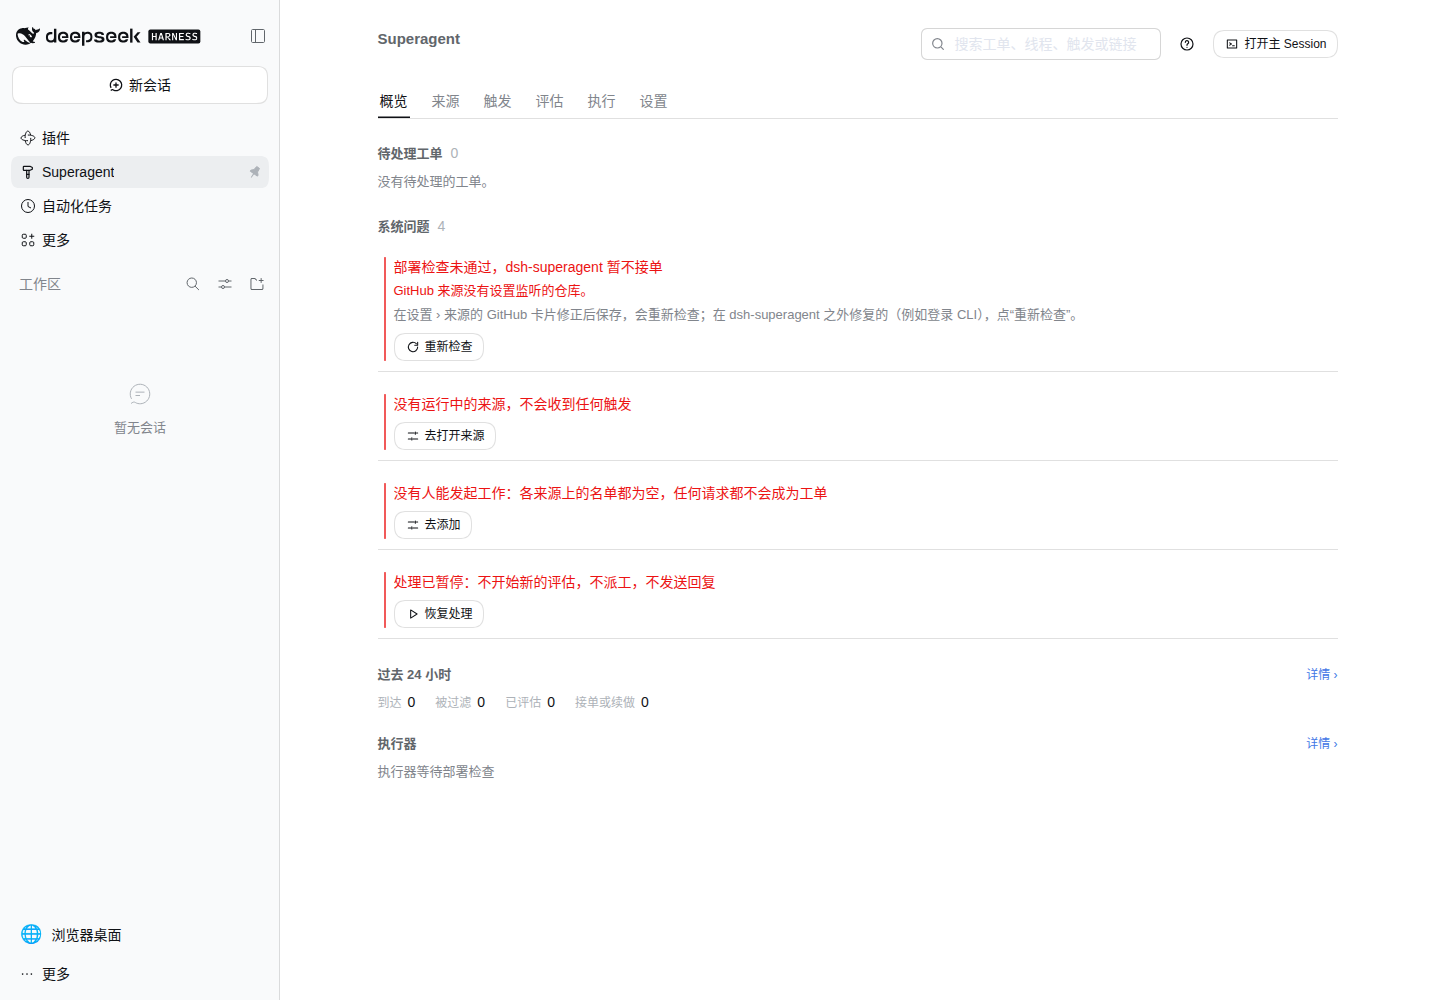 deepseek HARNESS
新会话
插件
Superagent
自动化任务
更多
工作区
暂无会话
浏览器桌面
更多
Superagent
搜索工单、线程、触发或链接
打开主 Session
概览 来源 触发 评估 执行 设置
待处理工单 0
没有待处理的工单。
系统问题 4
部署检查未通过，dsh-superagent 暂不接单
GitHub 来源没有设置监听的仓库。
在设置 › 来源的 GitHub 卡片修正后保存，会重新检查；在 dsh-superagent 之外修复的（例如登录 CLI），点“重新检查”。
重新检查
没有运行中的来源，不会收到任何触发
去打开来源
没有人能发起工作：各来源上的名单都为空，任何请求都不会成为工单
去添加
处理已暂停：不开始新的评估，不派工，不发送回复
恢复处理
过去 24 小时 详情 ›
到达 0 被过滤 0 已评估 0 接单或续做 0
执行器 详情 ›
执行器等待部署检查